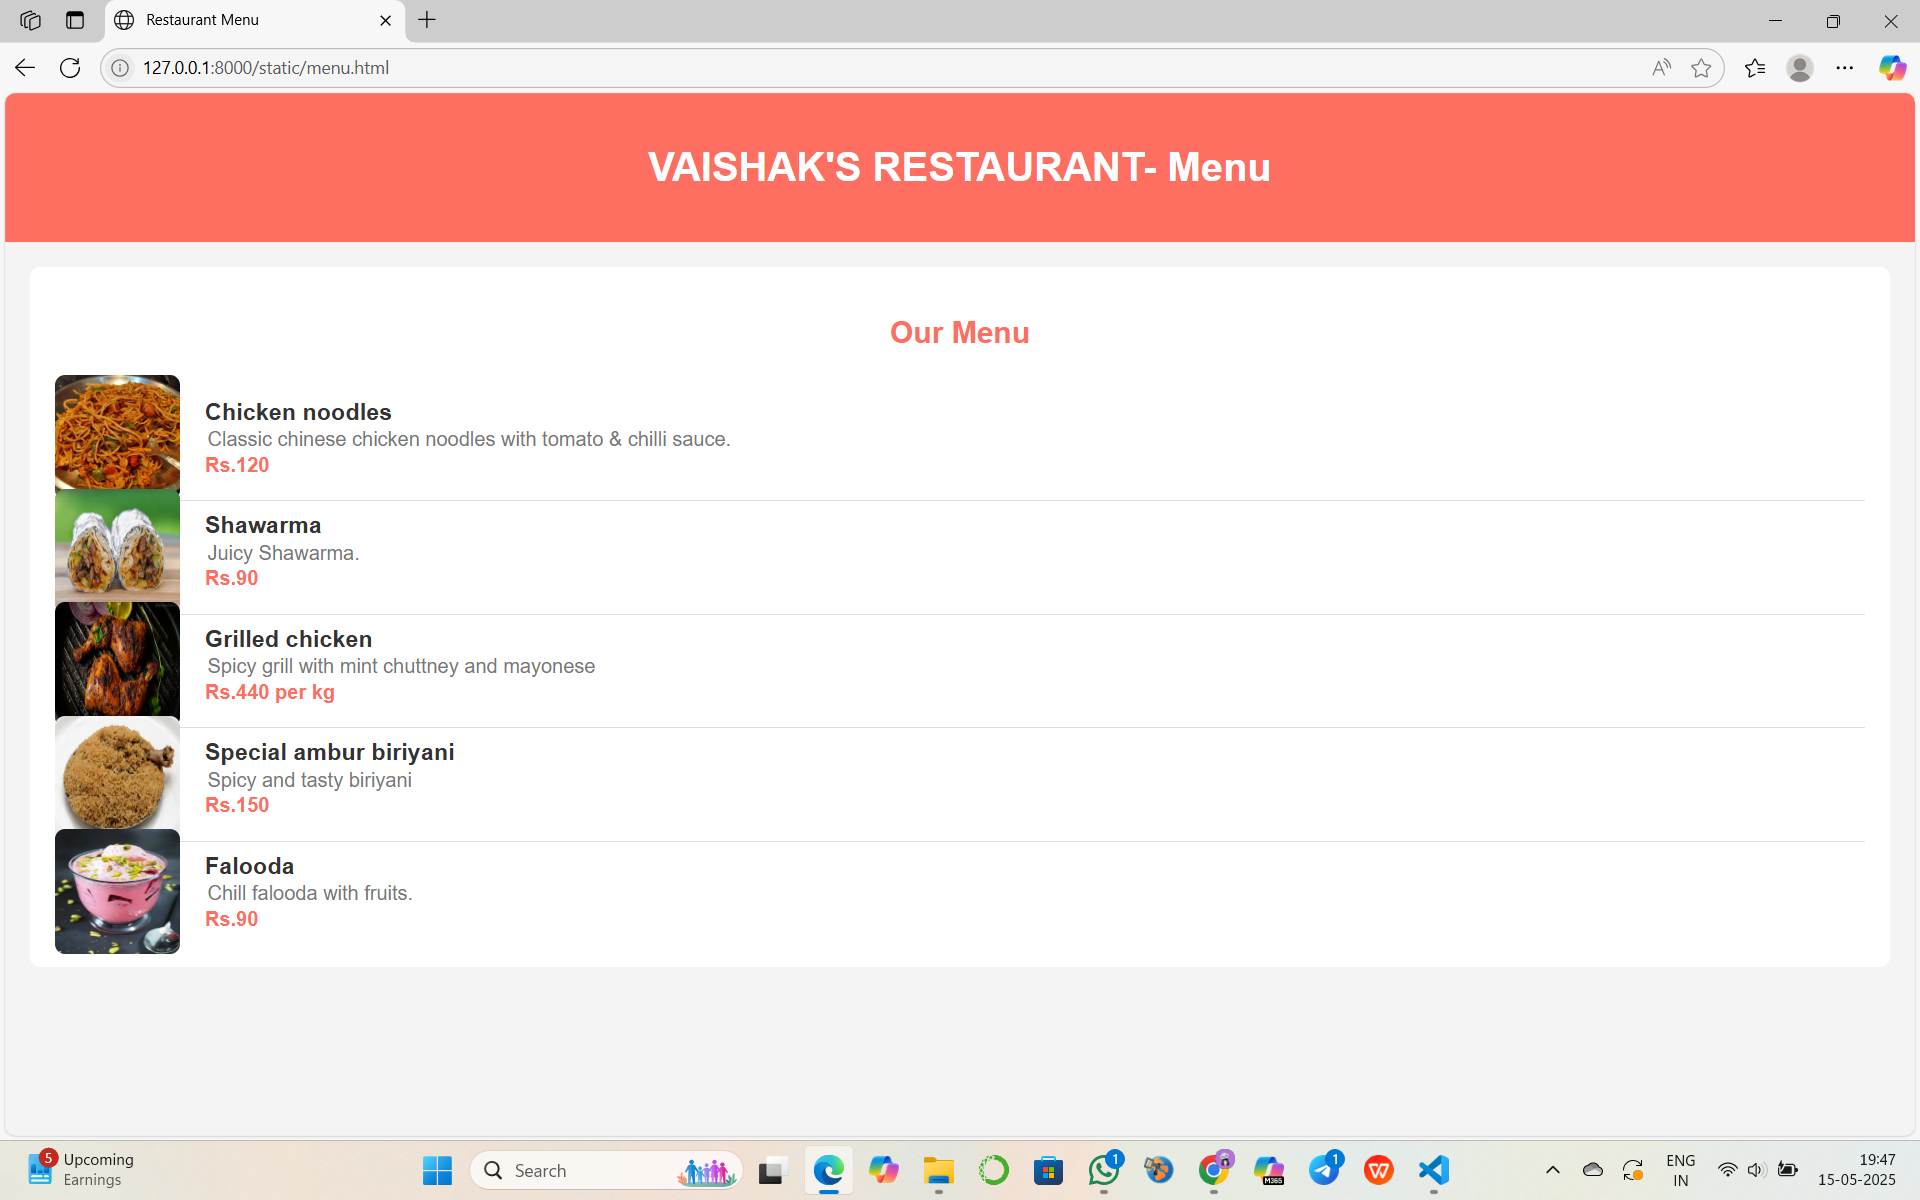 Restaurant Menu
127.0.0.1:8000/static/menu.html
VAISHAK'S RESTAURANT- Menu
Our Menu
Chicken noodles
Classic chinese chicken noodles with tomato & chilli sauce.
Rs.120
Shawarma
Juicy Shawarma.
Rs.90
Grilled chicken
Spicy grill with mint chuttney and mayonese
Rs.440 per kg
Special ambur biriyani
Spicy and tasty biriyani
Rs.150
Falooda
Chill falooda with fruits.
Rs.90
5
Upcoming
Earnings
Search
1
M365
1
ENG
IN
19:47
15-05-2025